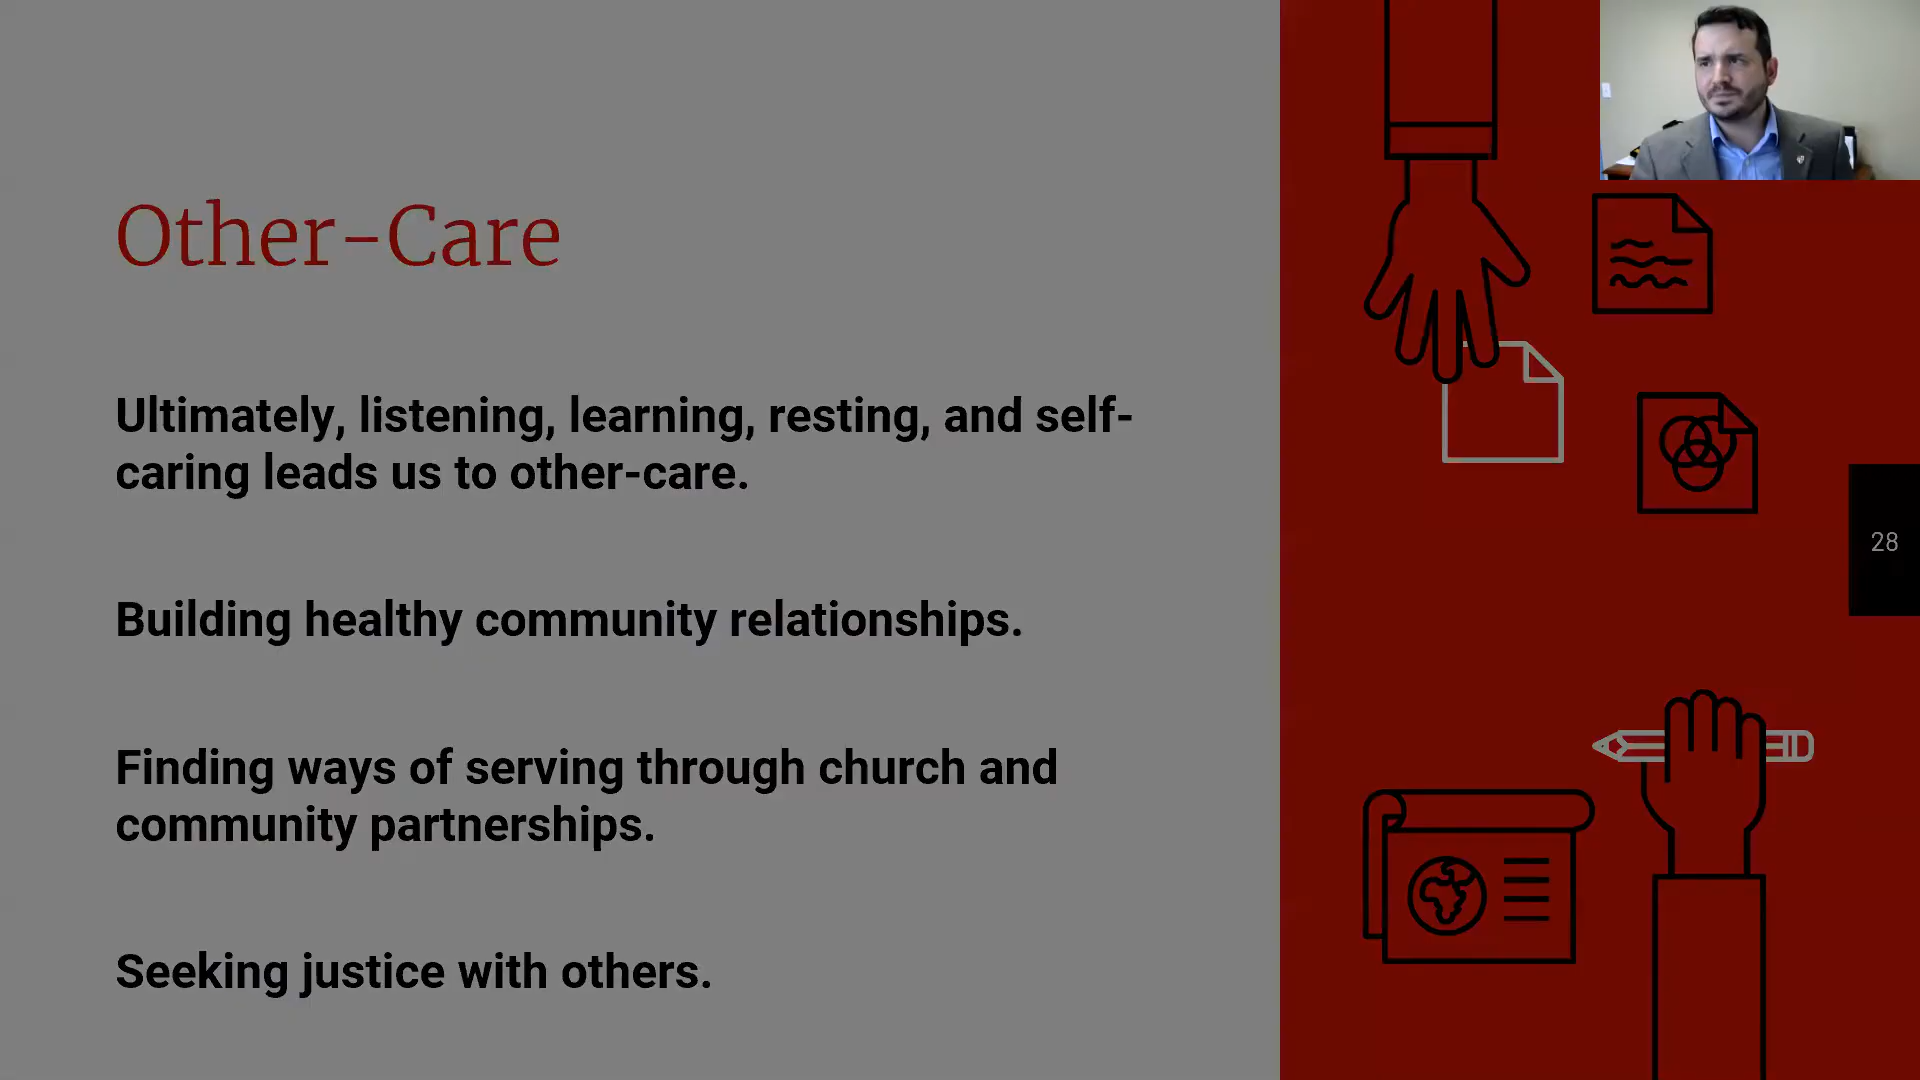 Other-Care
Ultimately, listening, learning, resting, and self-
caring leads us to other-care.
Building healthy community relationships.
Finding ways of serving through church and
community partnerships.
Seeking justice with others.
28